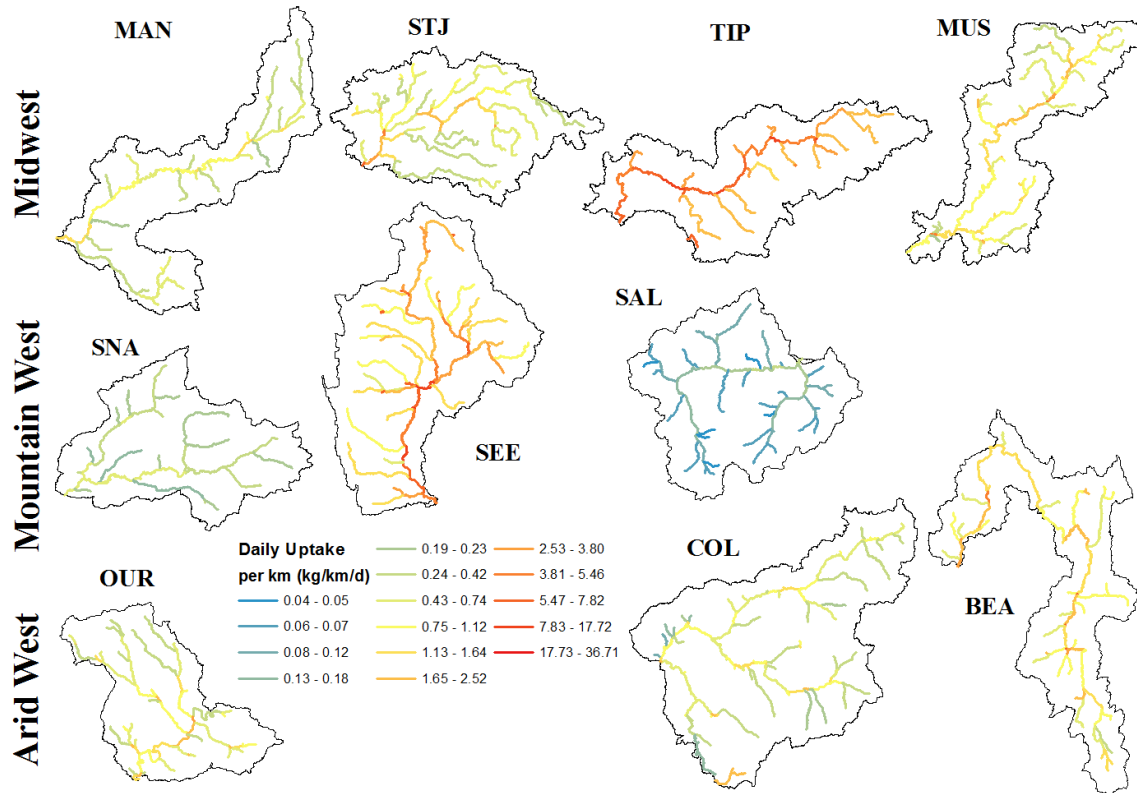 MAN
STJ
TIP
MUS
Midwest
SNA
SEE
SAL
Mountain West
Daily Uptake
per km (kg/km/d)
0.04 - 0.05
0.06 - 0.07
0.08 - 0.12
0.13 - 0.18
0.19 - 0.23
0.24 - 0.42
0.43 - 0.74
0.75 - 1.12
1.13 - 1.64
1.65 - 2.52
2.53 - 3.80
3.81 - 5.46
5.47 - 7.82
7.83 - 17.72
17.73 - 36.71
OUR
COL
BEA
Arid West